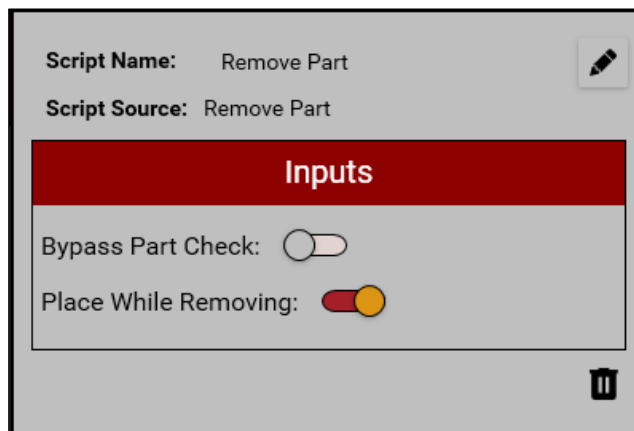 Script Name: Remove Part
Script Source: Remove Part
Inputs
Bypass Part Check:
Place While Removing: